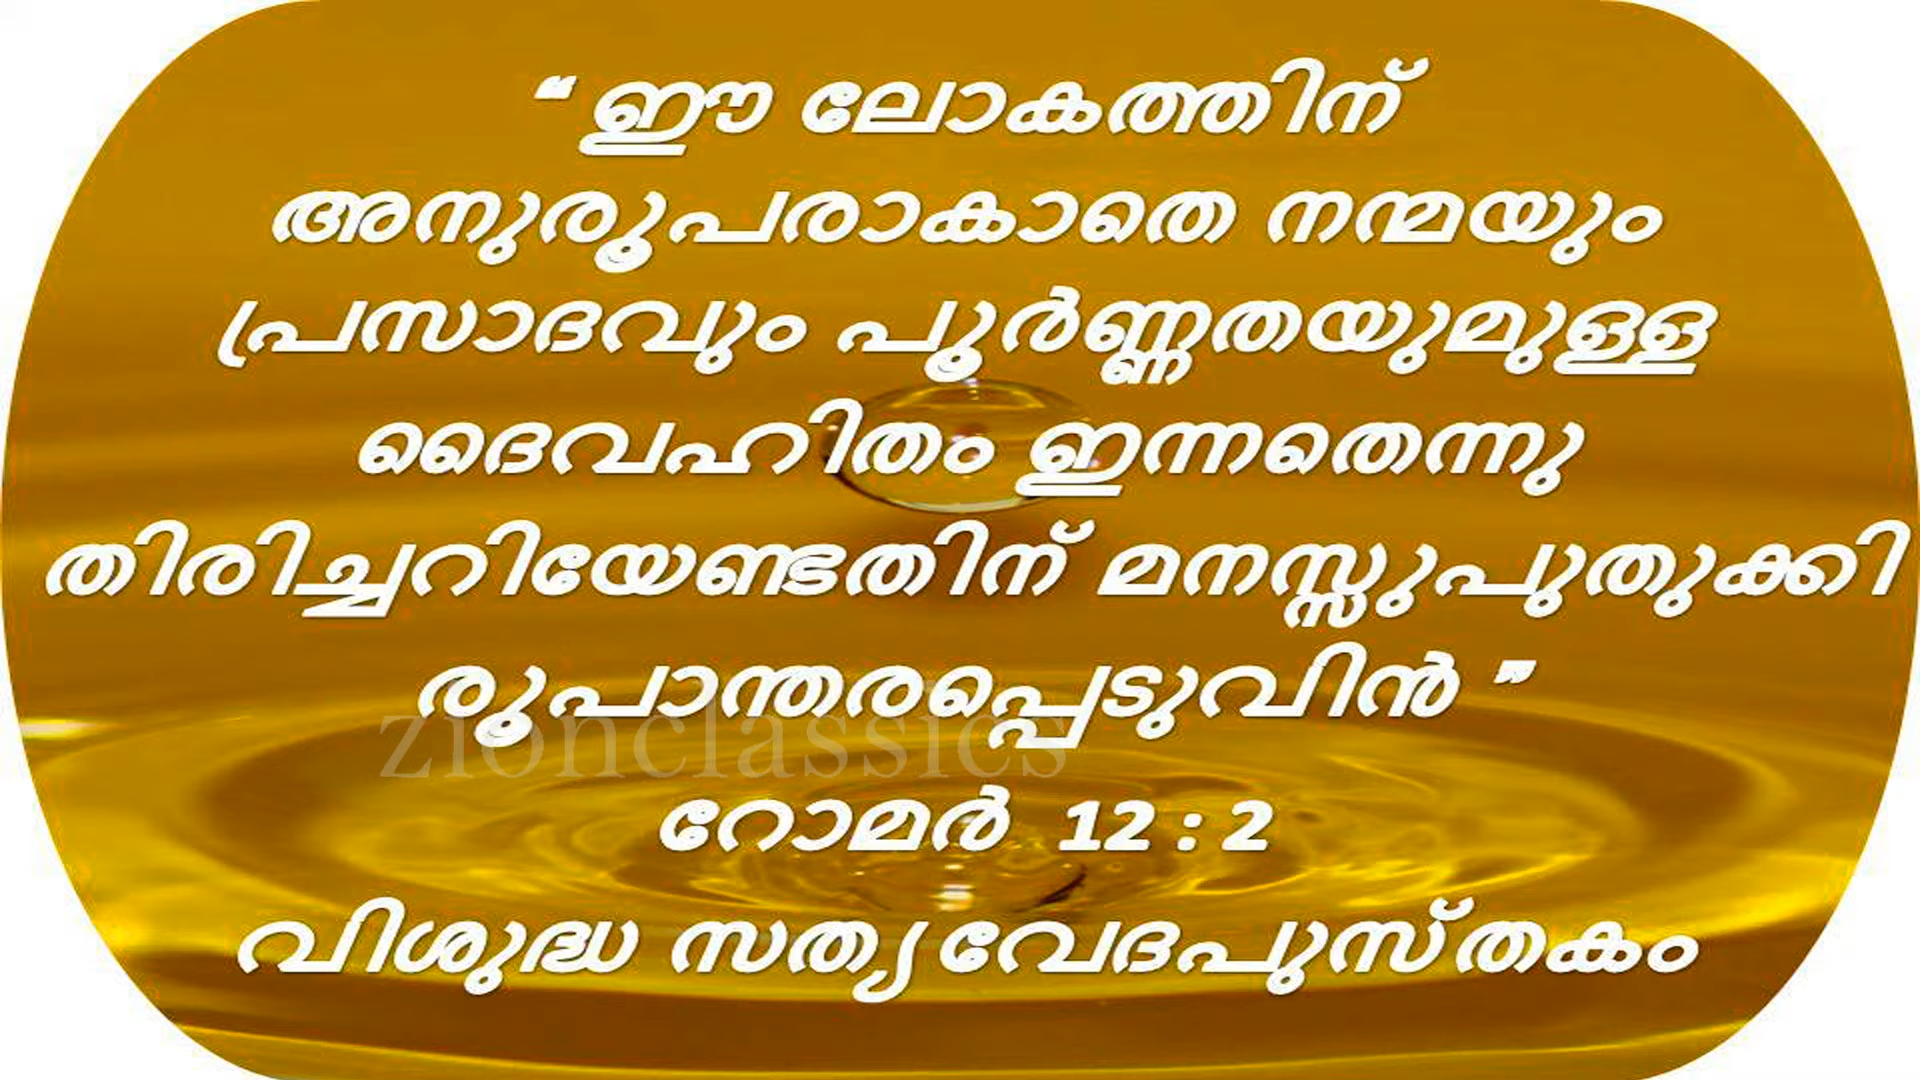 “ ഈ ലോകത്തിന്
അനുരൂപരാകാതെ നന്മയും
പ്രസാദവും പൂർണ്ണതയുമുള്ള
ദൈവഹിതം ഇന്നതെന്നു
തിരിച്ചറിയേണ്ടതിന് മനസ്സുപുതുക്കി
രൂപാന്തരപ്പെടുവിൻ ”
zionclassics
റോമർ 12 : 2
വിശുദ്ധ സത്യവേദപുസ്തകം